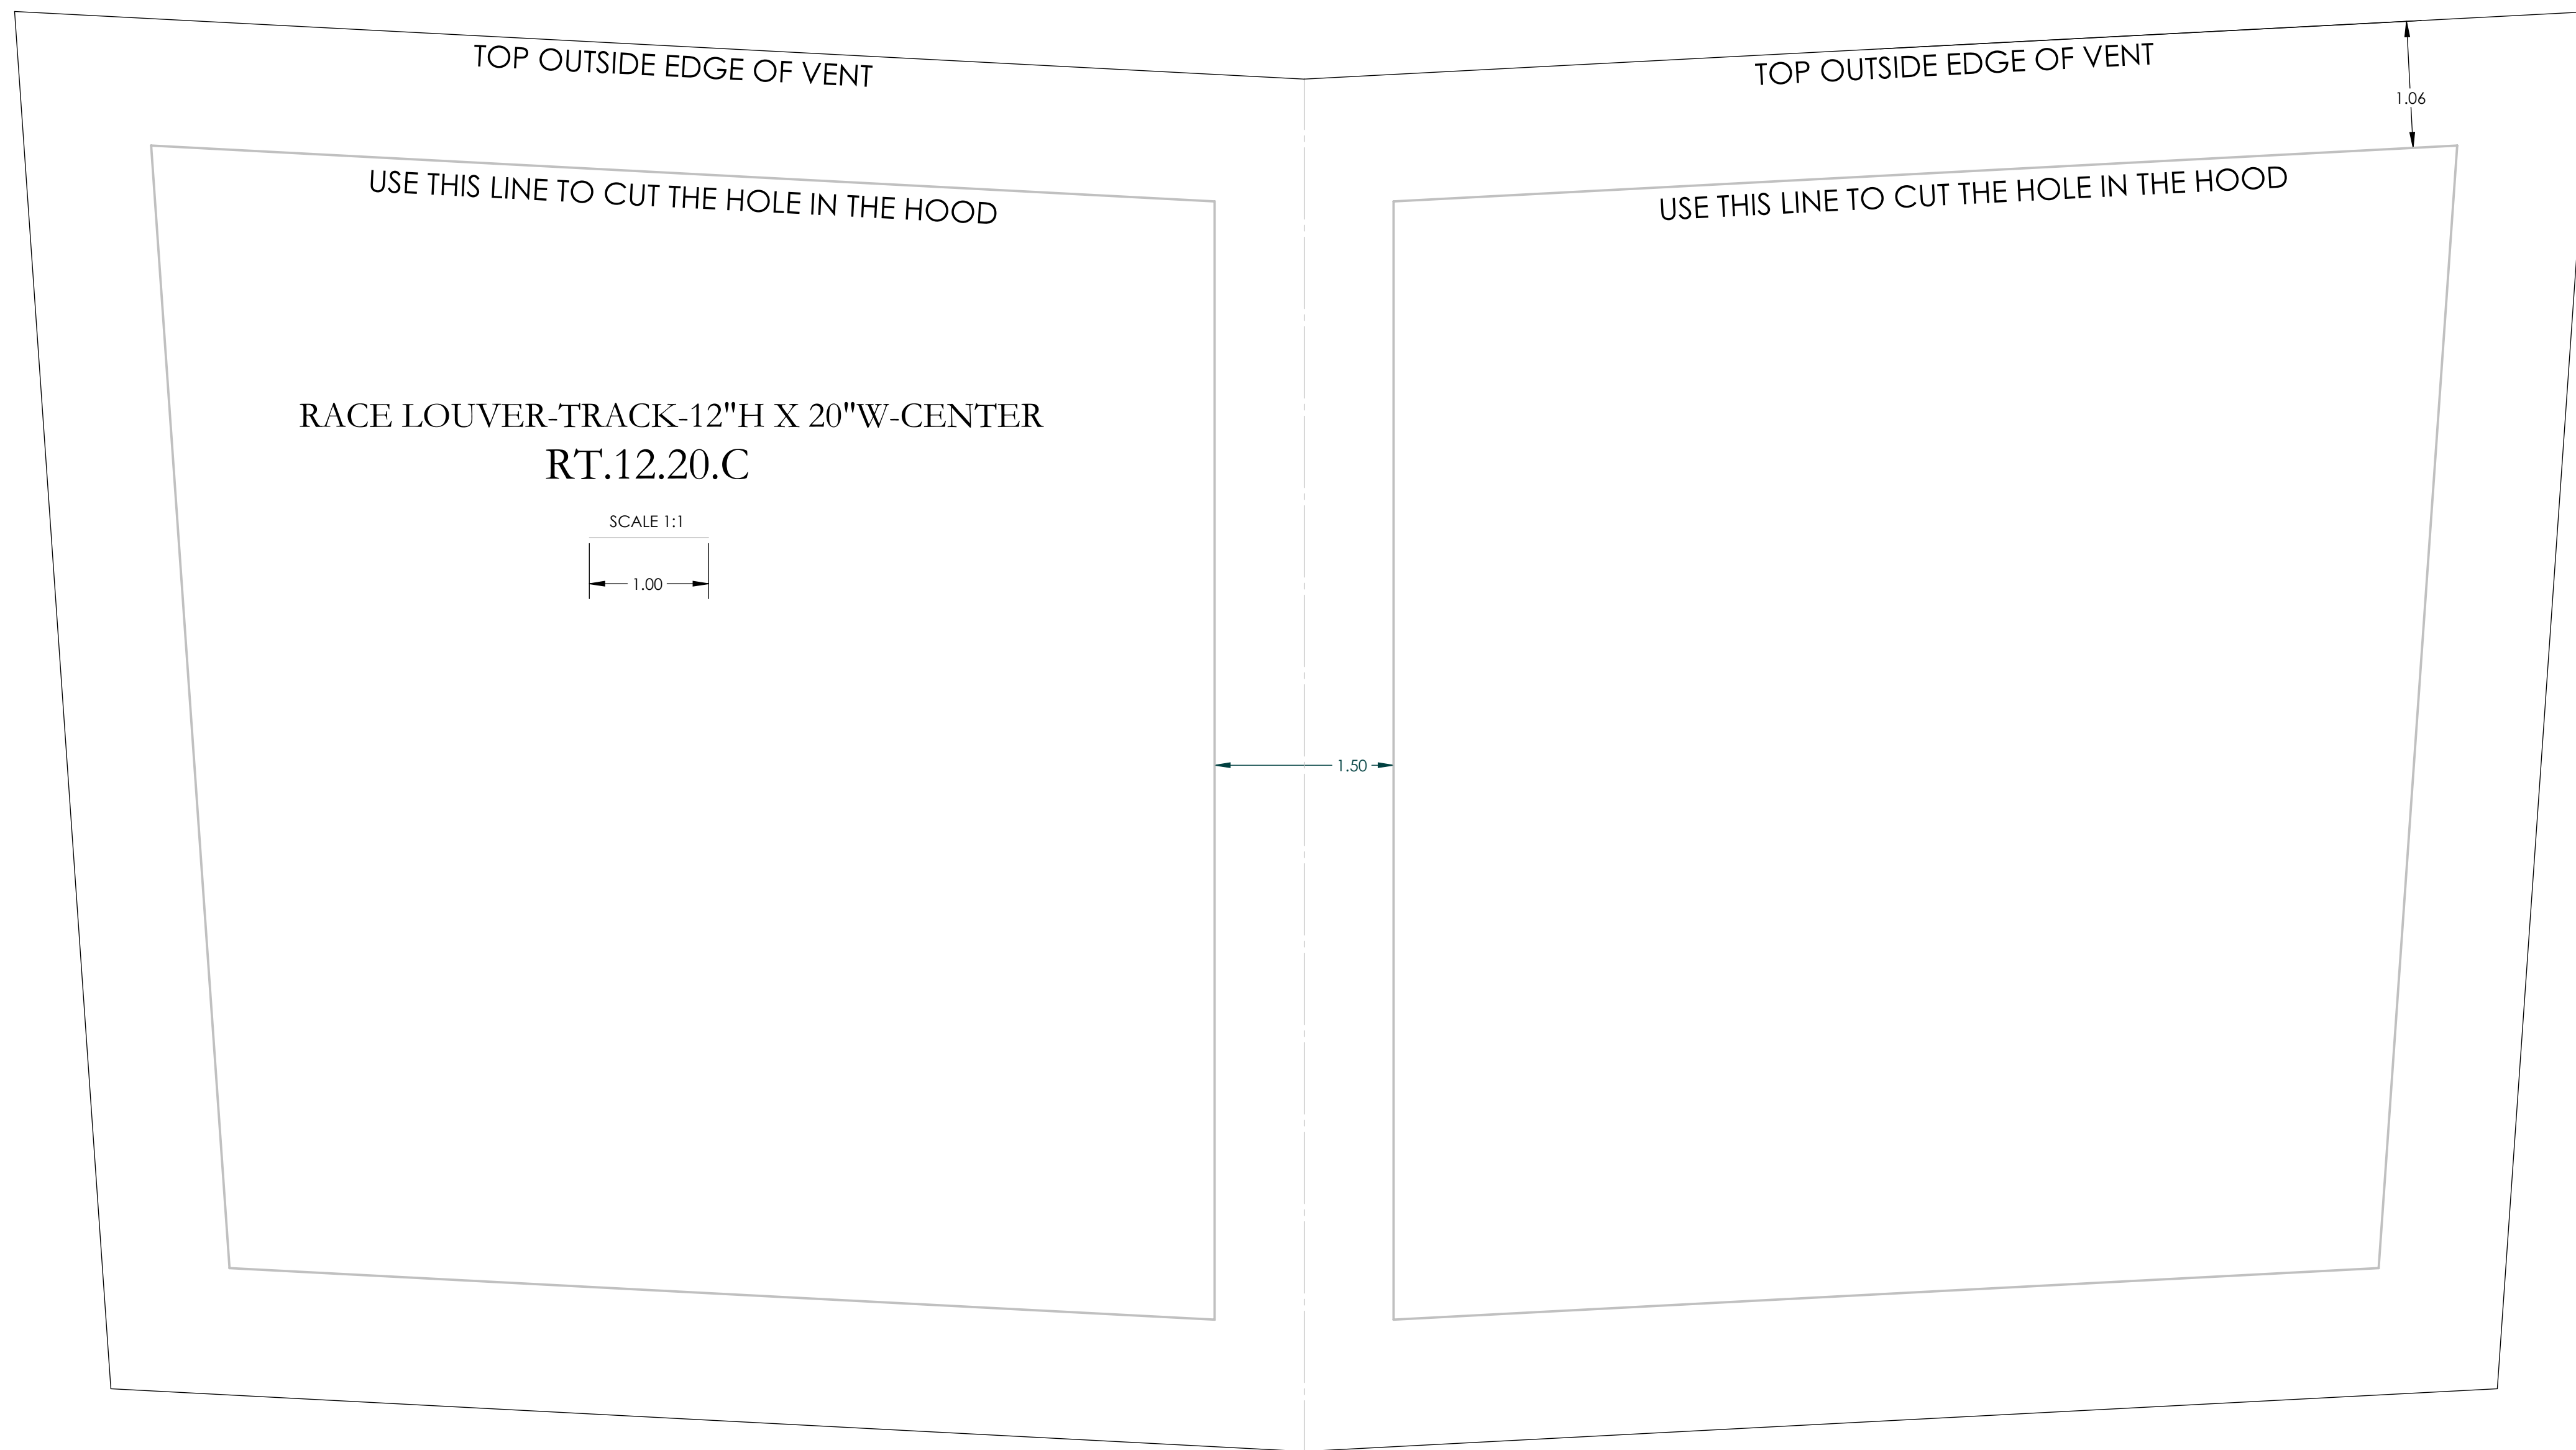 TOP OUTSIDE EDGE OF VENT
TOP OUTSIDE EDGE OF VENT
1.06
USE THIS LINE TO CUT THE HOLE IN THE HOOD
USE THIS LINE TO CUT THE HOLE IN THE HOOD
RACE LOUVER-TRACK-12"H X 20"W-CENTER
RT.12.20.C
SCALE 1:1
1.00
1.50